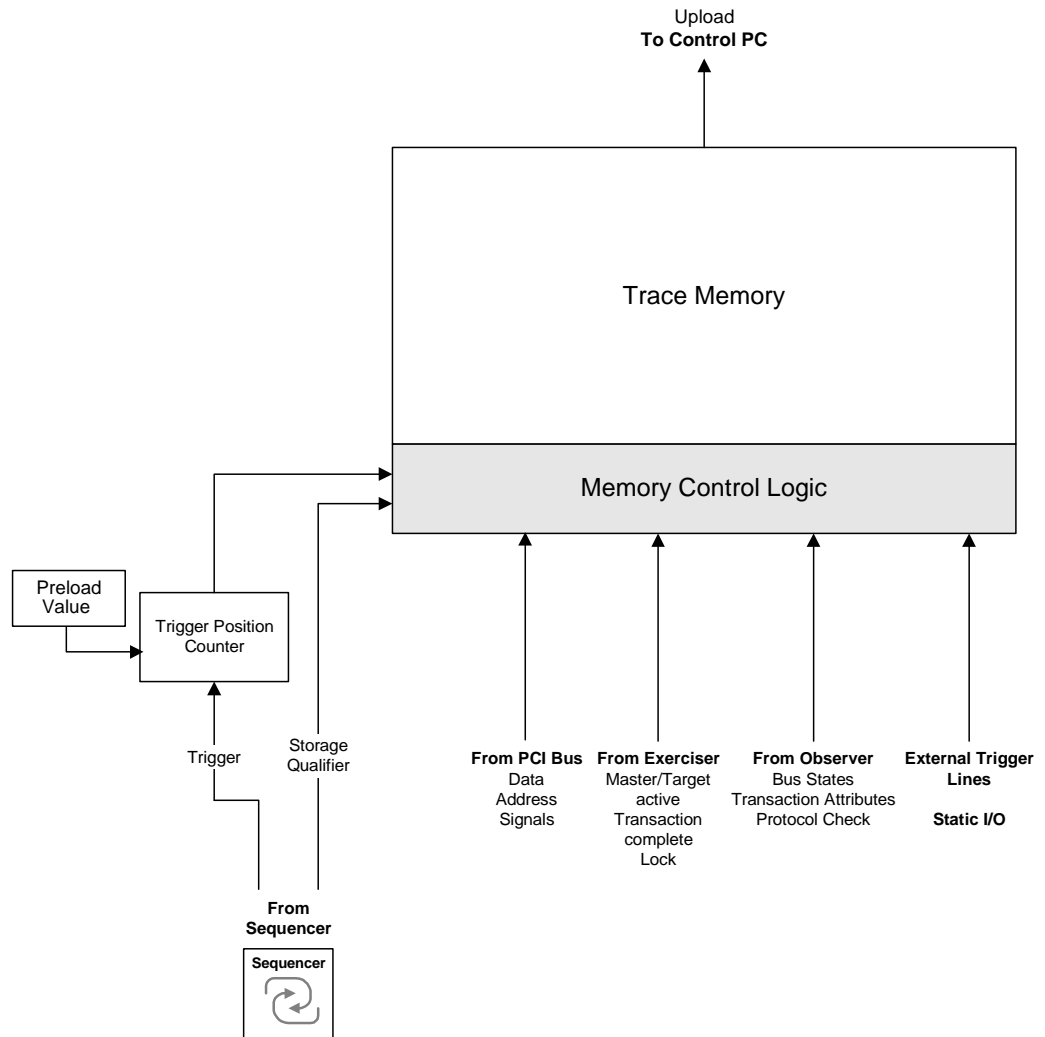 Upload
To Control PC
Trace Memory
Memory Control Logic
Preload
Value
Trigger Position
Counter
Trigger
Storage
Qualifier
From PCI Bus
Data
Address
Signals
From Exerciser
Master/Target
active
Transaction
complete
Lock
From Observer
Bus States
Transaction Attributes
Protocol Check
External Trigger
Lines
Static I/O
From
Sequencer
Sequencer